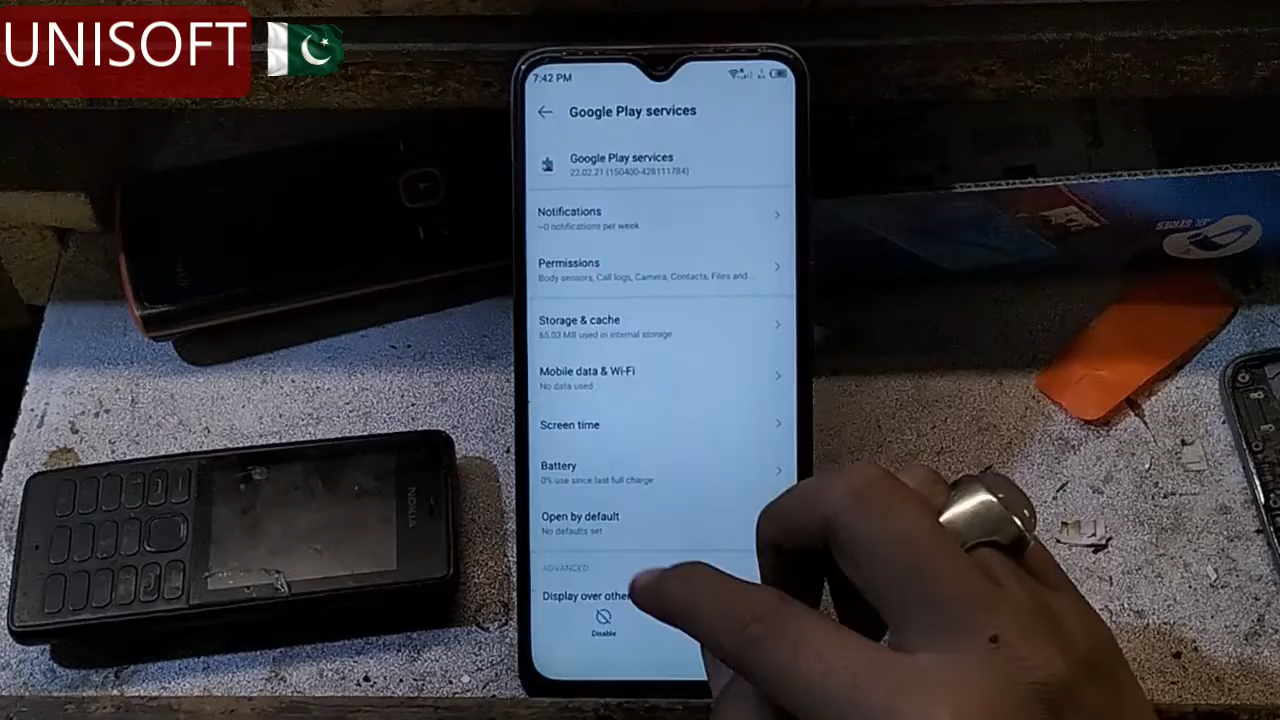 UNISOFT
7:42 PM
Google Play services
Google Play services
22.02.21 (150400-428111784)
Notifications
~0 notifications per week
Permissions
Body sensors, Call logs, Camera, Contacts, Files and...
Storage & cache
65.03 MB used in internal storage
Mobile data & Wi-Fi
No data used
Screen time
Battery
0% use since last full charge
Open by default
No defaults set
ADVANCED
Display over other
Disable
NOKIA